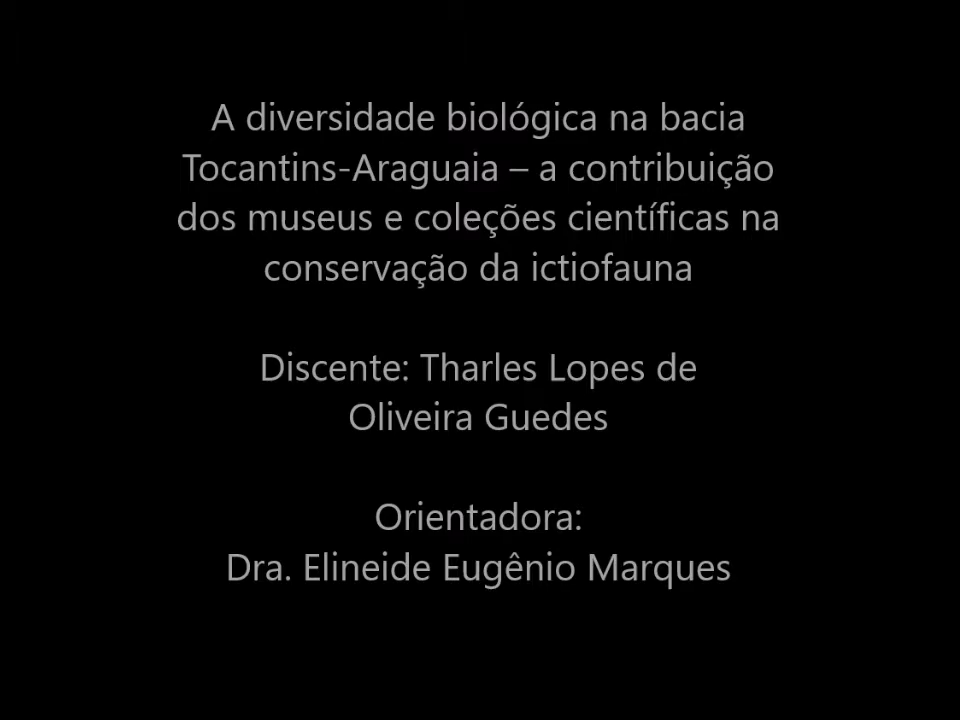 A diversidade biológica na bacia
Tocantins-Araguaia – a contribuição
dos museus e coleções científicas na
conservação da ictiofauna
Discente: Tharles Lopes de
Oliveira Guedes
Orientadora:
Dra. Elineide Eugênio Marques